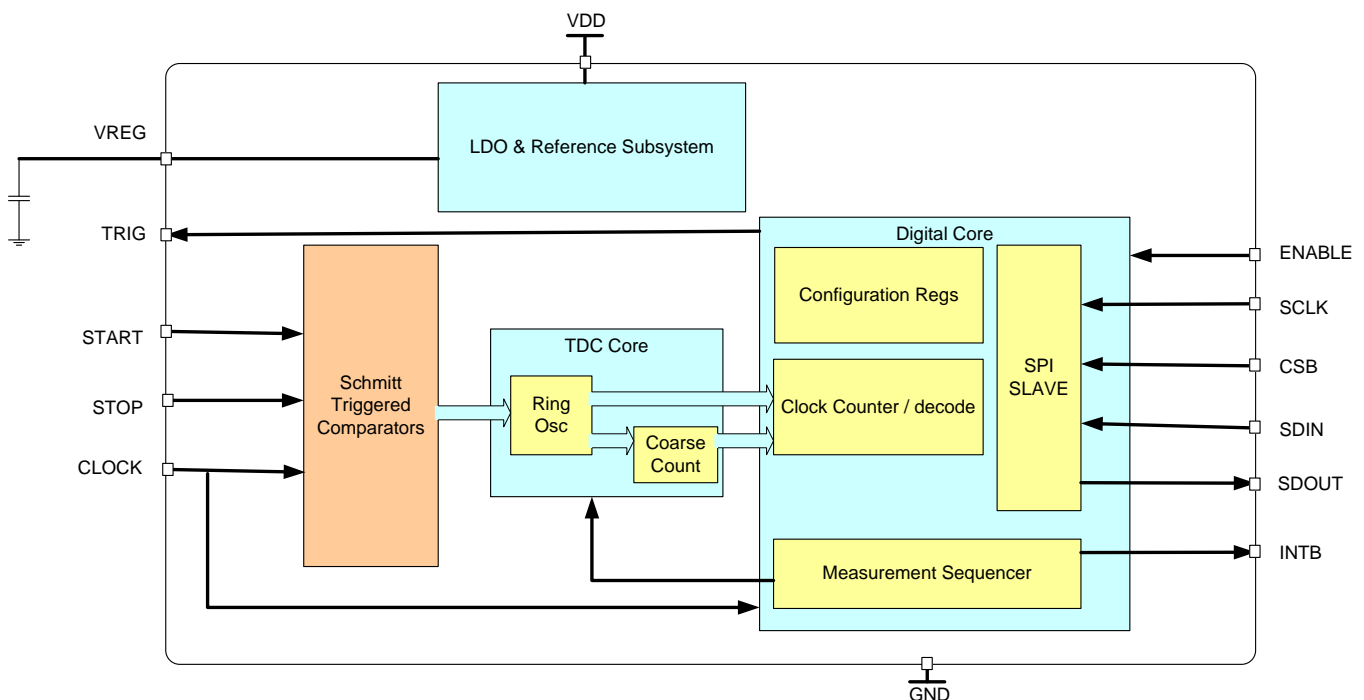 VDD
VREG
LDO & Reference Subsystem
TRIG
Digital Core
ENABLE
Configuration Regs
SCLK
START
TDC Core
SPI
SLAVE
CSB
Schmitt
Triggered
Comparators
STOP
Ring
Osc
Clock Counter / decode
SDIN
Coarse
Count
CLOCK
SDOUT
INTB
Measurement Sequencer
GND